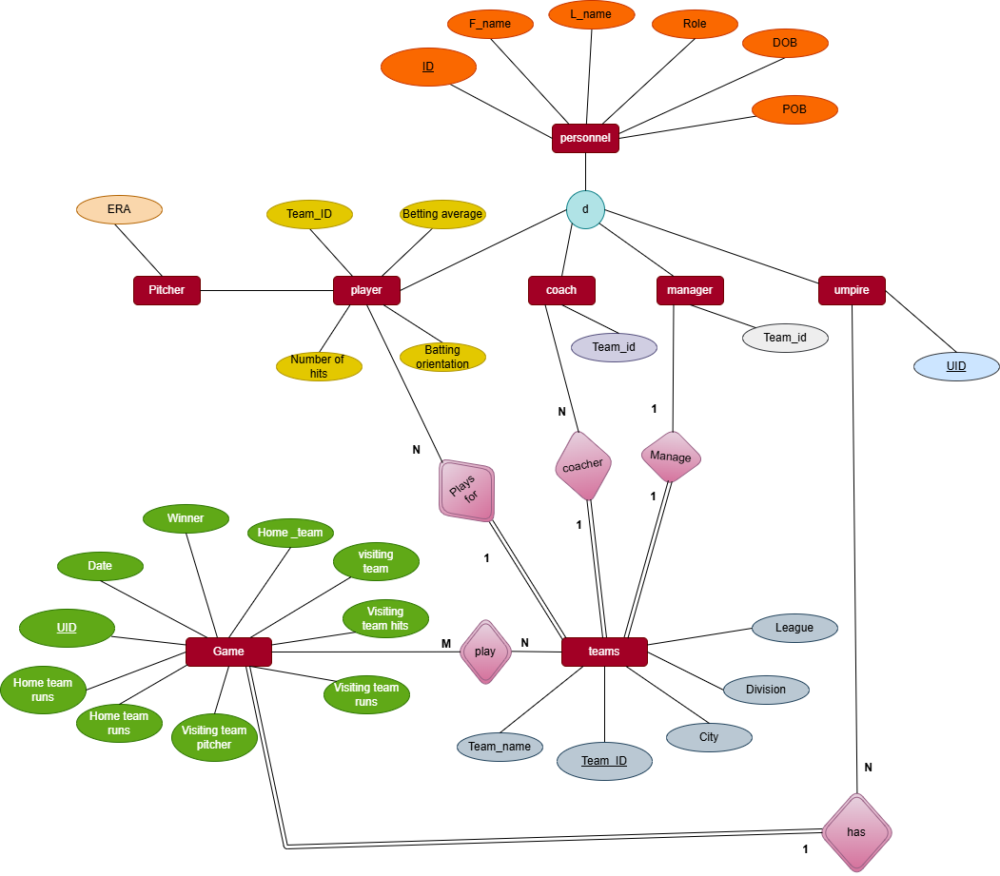 L_name
F_name
Role
DOB
ID
POB
personnel
ERA
Team_ID
Betting average
d
Pitcher
player
coach
manager
umpire
Team_id
Team_id
Number of
hits
Batting
orientation
UID
N
N
1
Plays
for
coacher
Manage
1
1
1
Winner
Home _team
visiting
team
Date
Visiting
team hits
UID
Game
M
play
N
teams
League
Home team
runs
Home team
runs
Visiting team
pitcher
Visiting team
runs
Division
Team_name
Team_ID
City
N
has
1